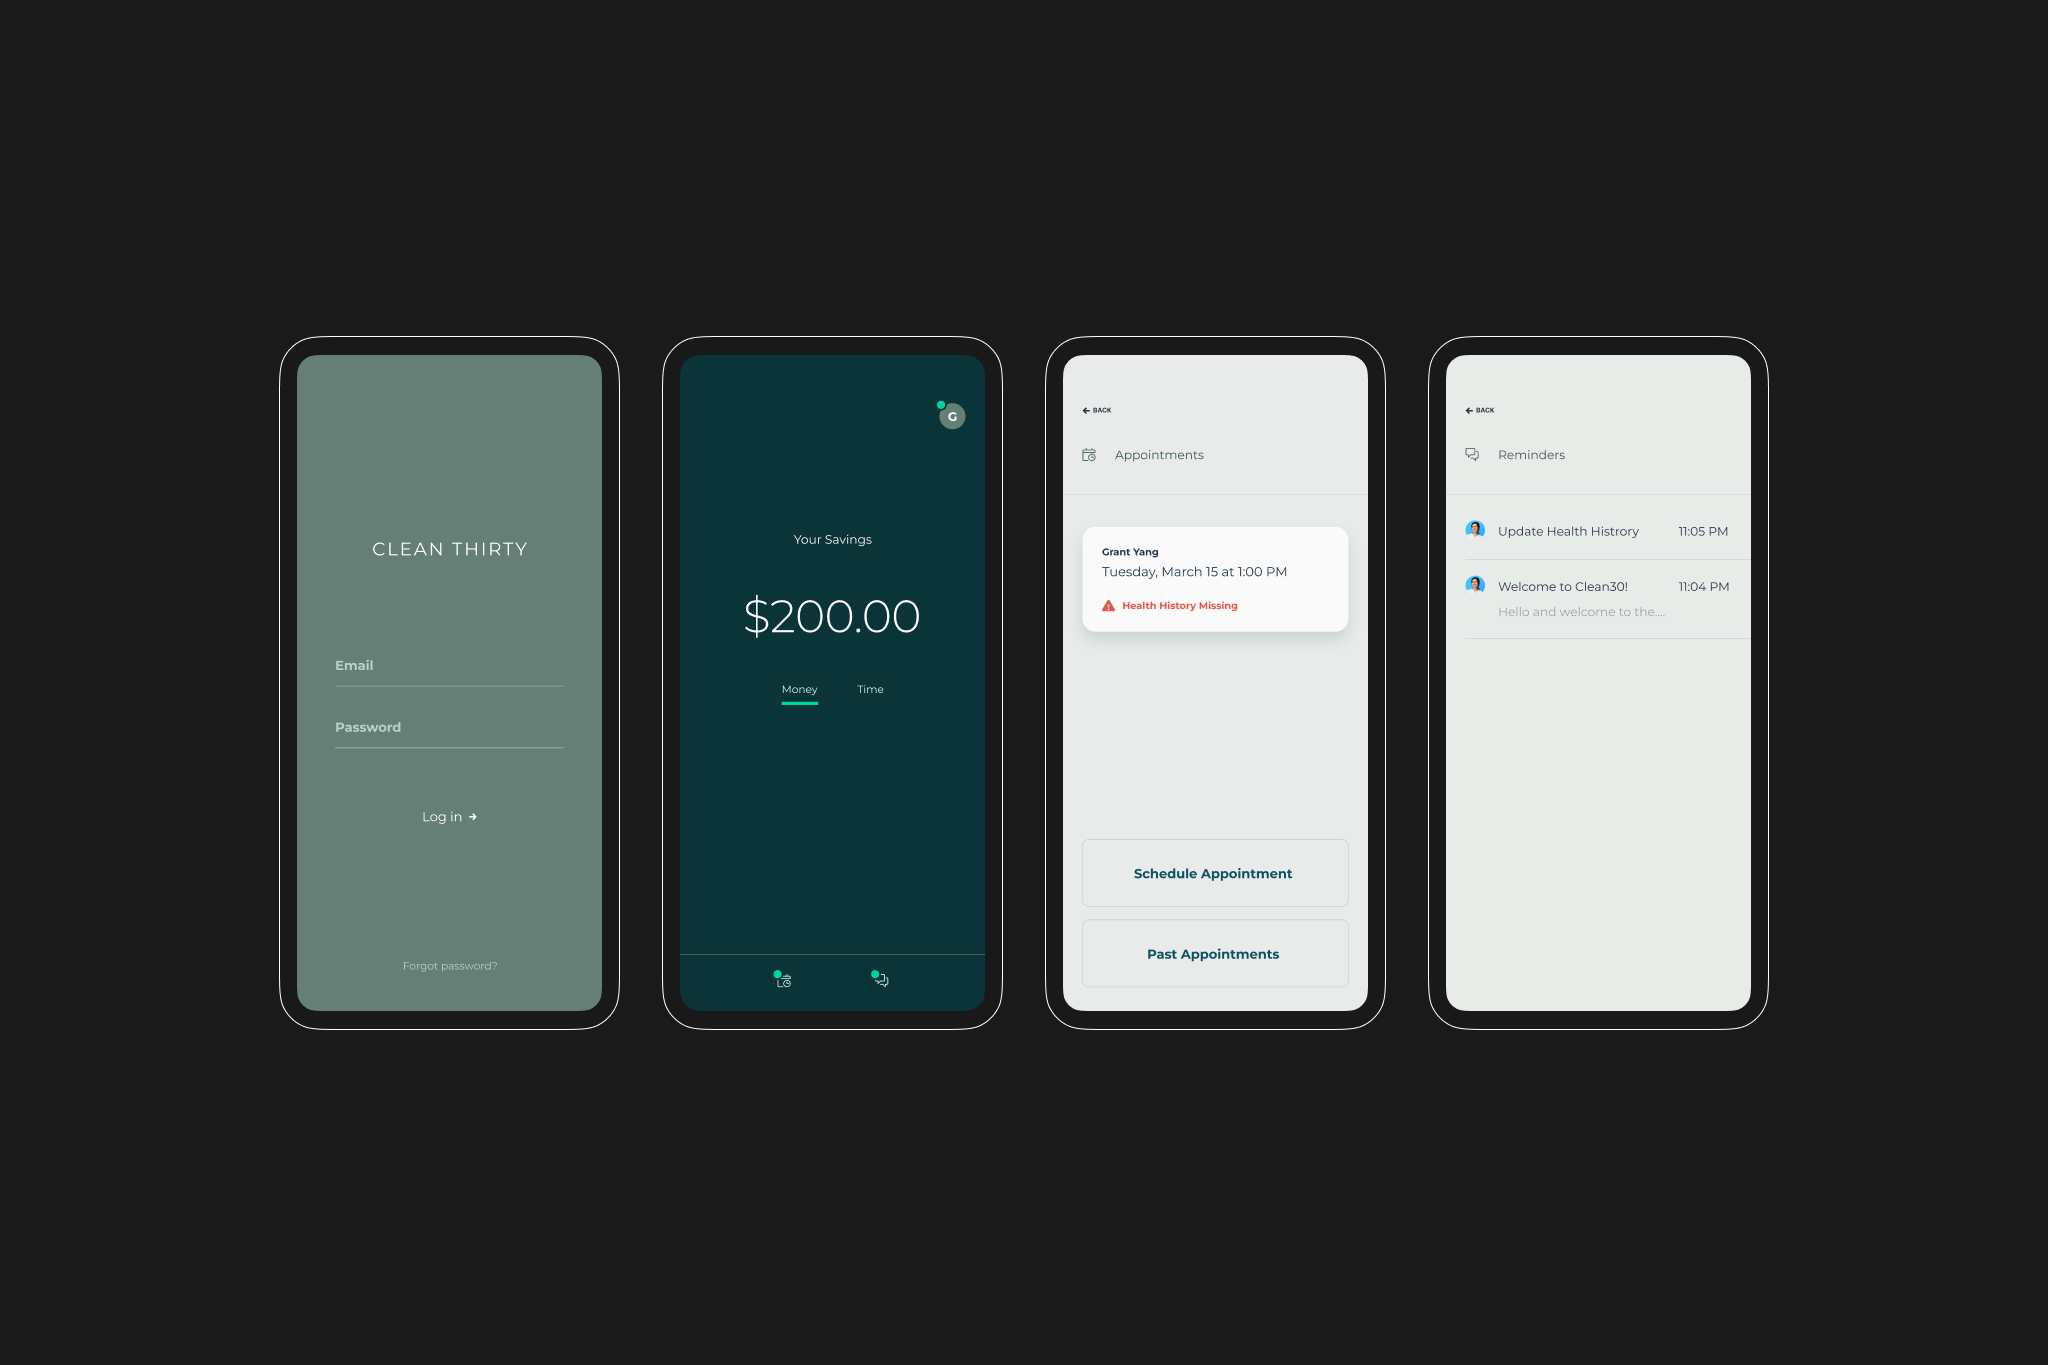 CLEAN THIRTY
Email
Password
Log in
Forgot password?
G
Your Savings
$200.00
Money
Time
BACK
Appointments
Grant Yang
Tuesday, March 15 at 1:00 PM
Health History Missing
Schedule Appointment
Past Appointments
BACK
Reminders
Update Health Histrory 11:05 PM
Welcome to Clean30! 11:04 PM
Hello and welcome to the....